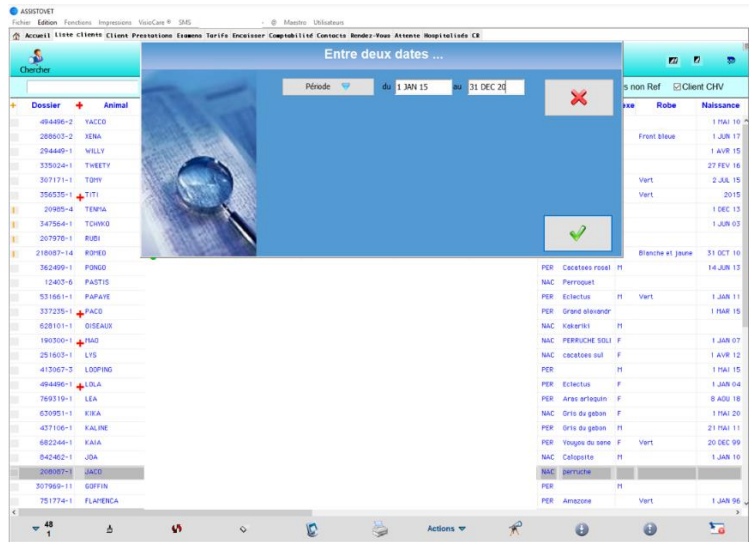 ASSISTOVET
Fichier Edition Fonctions Impressions VisioCare ® SMS - @ Maestro Utilisateurs
Accueil Liste clients Client Prestations Examens Tarifs Encaisser Comptabilité Contacts Rendez-Vous Attente Hospitalisés CR
Entre deux dates ...
Chercher
Période du 1 JAN 15 au 31 DEC 20
s non Ref Client CHV
Dossier Animal exe Robe Naissance
494496-2 YACCO 1 MAI 10
288603-2 XENA Front bleue 1 JUN 17
294449-1 WILLY 1 AVR 15
335024-1 TWEETY 27 FEV 16
307171-1 TOMY Vert 2 JUL 15
356535-1 TITI Vert 2015
20985-4 TENMA 1 DEC 13
347564-1 TCHYKO 1 JUN 03
207978-1 RUBI
218087-14 ROMEO Blanche et jaune 31 OCT 10
362499-1 PONGO PER Cacatoes rosal M 14 JUN 13
12403-6 PASTIS NAC Perroquet
531661-1 PAPAYE PER Eclectus M Vert 1 JAN 11
337235-1 PACO PER Grand alexandr 1 MAR 15
628101-1 OISEAUX NAC Kakariki M
190300-1 MAO NAC PERRUCHE SOLE F 1 JAN 07
251603-1 LYS NAC cacatoes sul F 1 AVR 12
413067-3 LOOPING PER M 1 MAI 15
494496-1 LOLA PER Eclectus F 1 JAN 04
769319-1 LEA PER Aras arlequin F 8 AOU 18
630951-1 KIKA NAC Gris du gabon F 1 MAI 20
437106-1 KALINE PER Gris du gabon M 21 MAI 11
682244-1 KAIA PER Youyou du sene F Vert 20 DEC 99
842462-1 JOA NAC Calopsite M 1 JAN 10
208087-1 JACO NAC perruche
307969-11 GOFFIN PER M
751774-1 FLAMENCA PER Amazone Vert 1 JAN 96
48
1
Actions